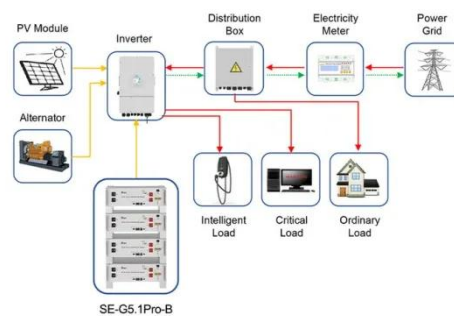 PV Module
Inverter
Distribution
Box
Electricity
Meter
Power
Grid
Alternator
Intelligent
Load
Critical
Load
Ordinary
Load
SE-G5.1Pro-B